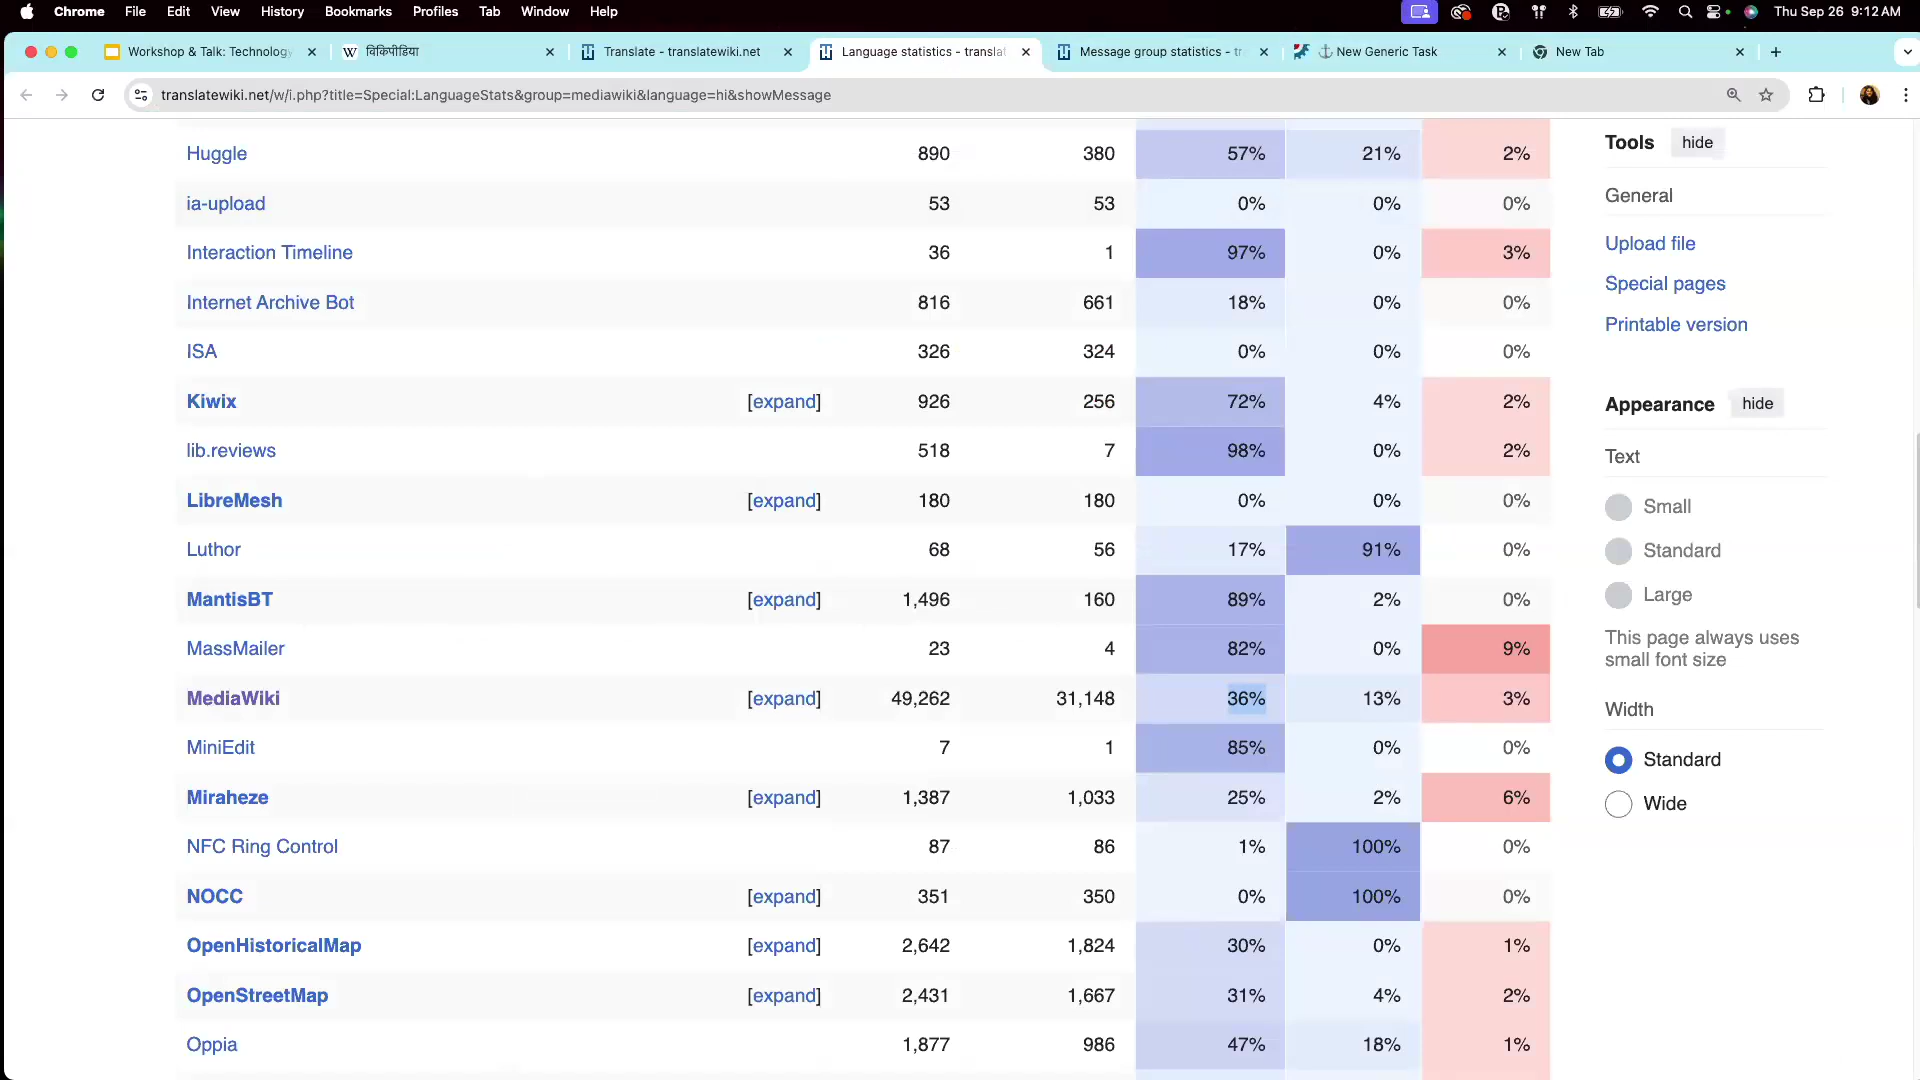 Chrome File Edit View History Bookmarks Profiles Tab Window Help Thu Sep 26 9:12 AM
Workshop & Talk: Technology विकिपीडिया Translate - translatewiki.net Language statistics - translat Message group statistics - tr New Generic Task New Tab
translatewiki.net/w/i.php?title=Special:LanguageStats&group=mediawiki&language=hi&showMessage
Huggle 890 380 57% 21% 2%
ia-upload 53 53 0% 0% 0%
Interaction Timeline 36 1 97% 0% 3%
Internet Archive Bot 816 661 18% 0% 0%
ISA 326 324 0% 0% 0%
Kiwix [expand] 926 256 72% 4% 2%
lib.reviews 518 7 98% 0% 2%
LibreMesh [expand] 180 180 0% 0% 0%
Luthor 68 56 17% 91% 0%
MantisBT [expand] 1,496 160 89% 2% 0%
MassMailer 23 4 82% 0% 9%
MediaWiki [expand] 49,262 31,148 36% 13% 3%
MiniEdit 7 1 85% 0% 0%
Miraheze [expand] 1,387 1,033 25% 2% 6%
NFC Ring Control 87 86 1% 100% 0%
NOCC [expand] 351 350 0% 100% 0%
OpenHistoricalMap [expand] 2,642 1,824 30% 0% 1%
OpenStreetMap [expand] 2,431 1,667 31% 4% 2%
Oppia 1,877 986 47% 18% 1%
Tools hide
General
Upload file
Special pages
Printable version
Appearance hide
Text
Small
Standard
Large
This page always uses
small font size
Width
Standard
Wide